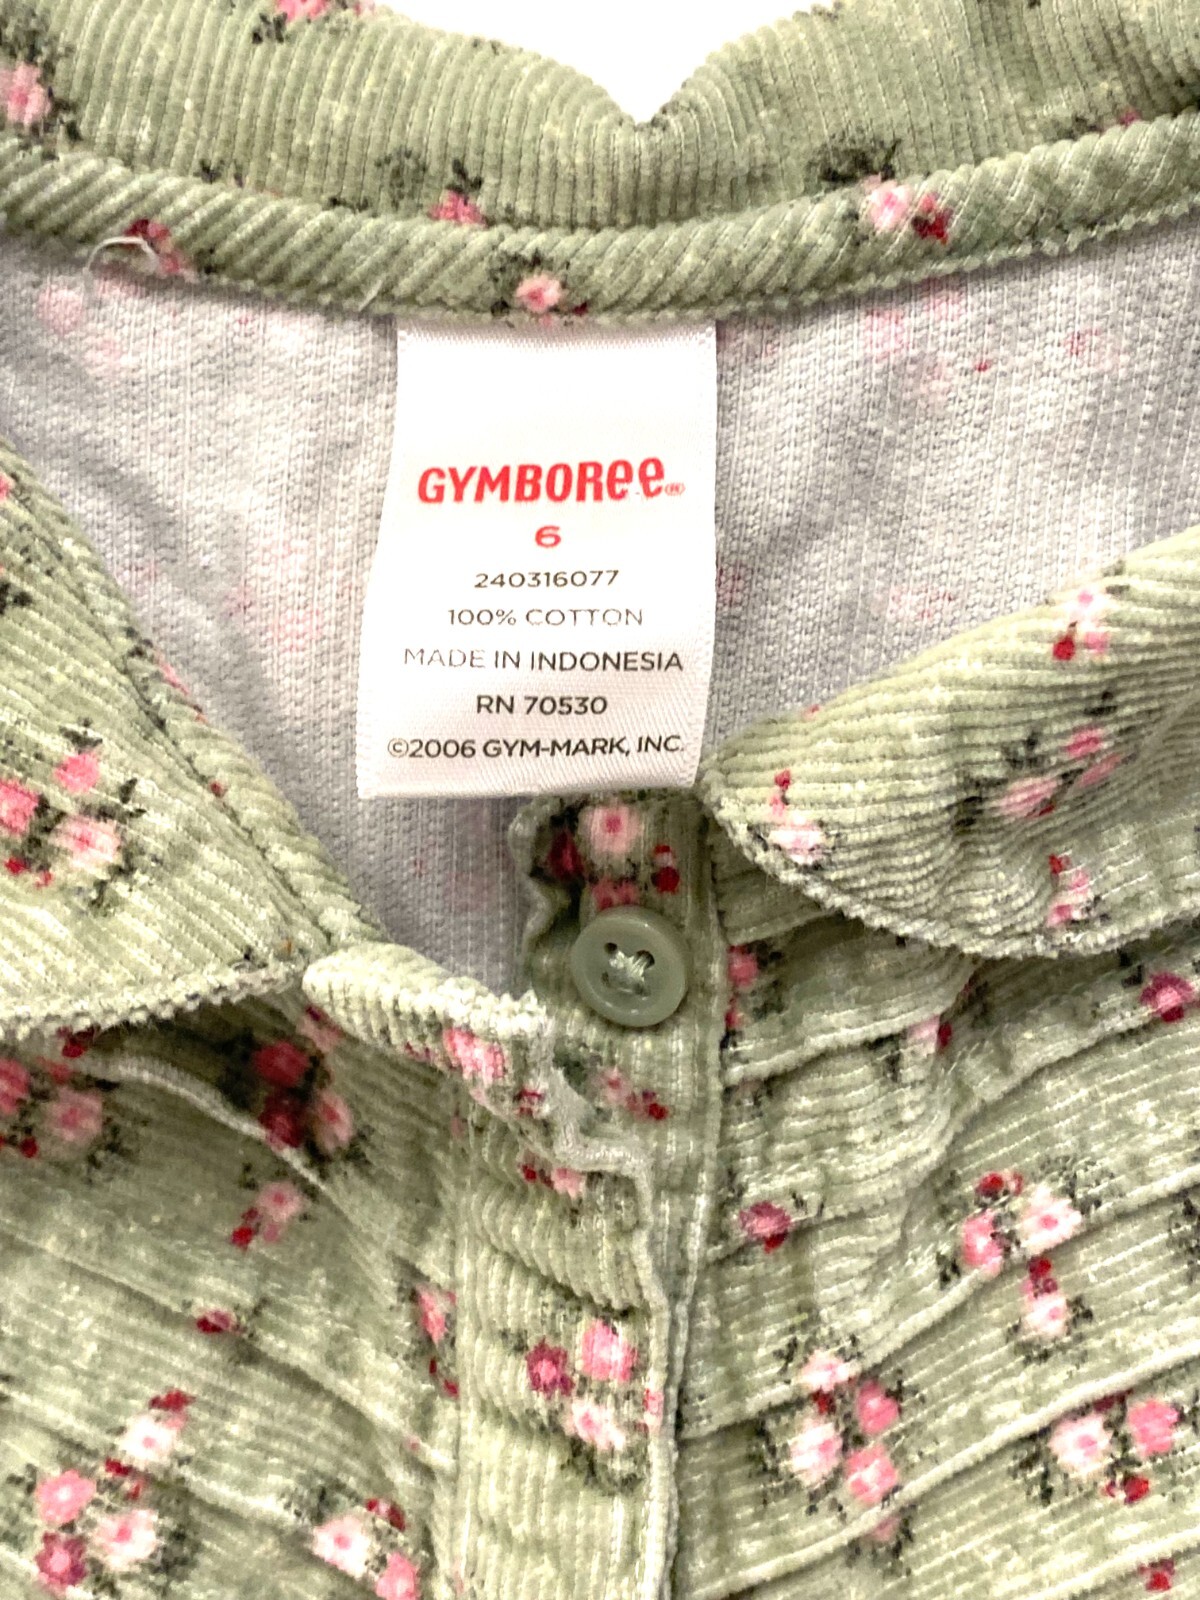 GYMBOREE®
6
240316077
100% COTTON
MADE IN INDONESIA
RN 70530
©2006 GYM-MARK, INC.